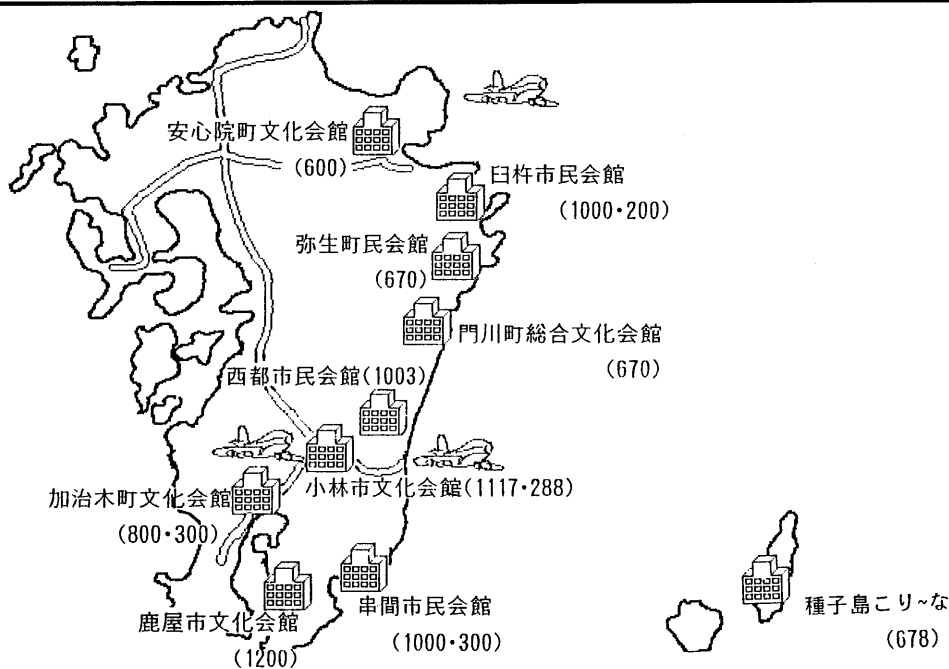 安心院町文化会館
(600)
臼杵市民会館
(1000・200)
弥生町民会館
(670)
門川町総合文化会館
(670)
西都市民会館(1003)
小林市文化会館(1117・288)
加治木町文化会館
(800・300)
鹿屋市文化会館
(1200)
串間市民会館
(1000・300)
種子島こり~な
(678)